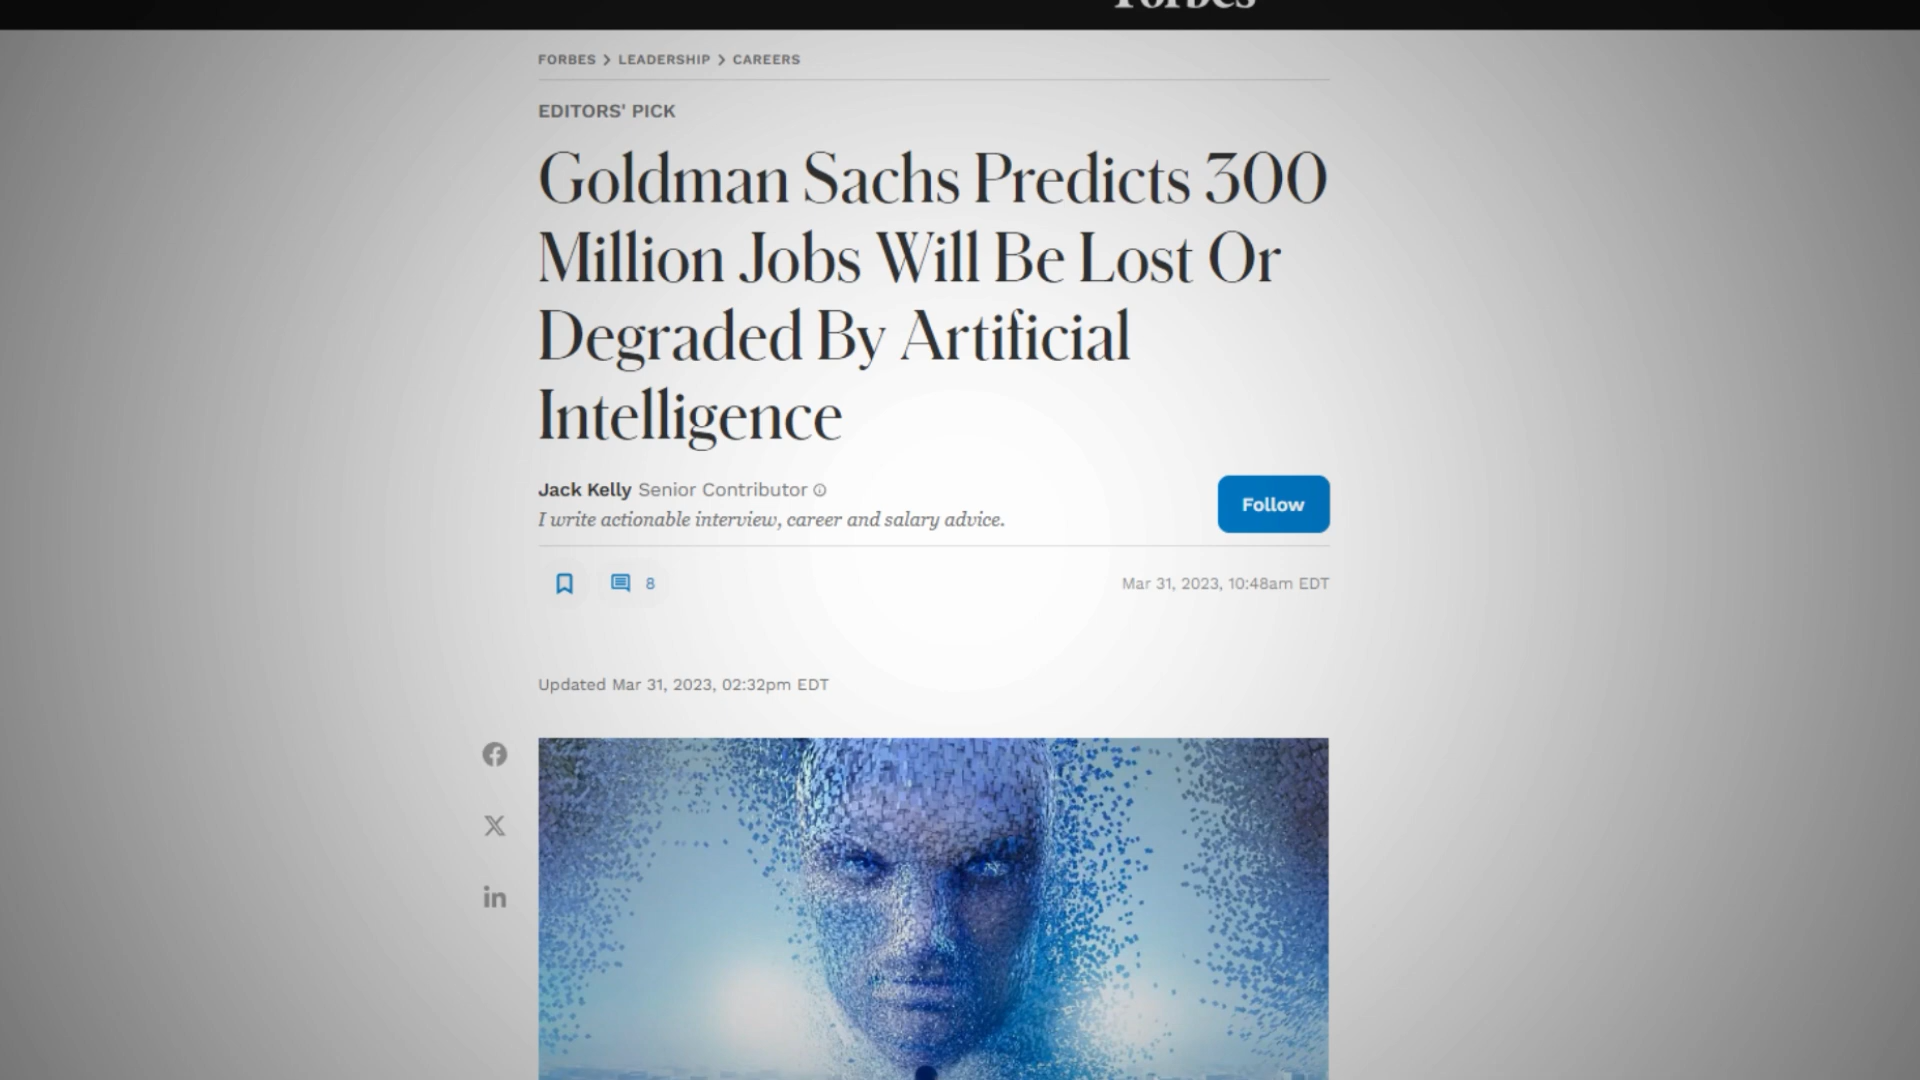 Forbes
FORBES > LEADERSHIP > CAREERS
EDITORS' PICK
Goldman Sachs Predicts 300
Million Jobs Will Be Lost Or
Degraded By Artificial
Intelligence
Jack Kelly Senior Contributor
I write actionable interview, career and salary advice.
Follow
8
Mar 31, 2023, 10:48am EDT
Updated Mar 31, 2023, 02:32pm EDT